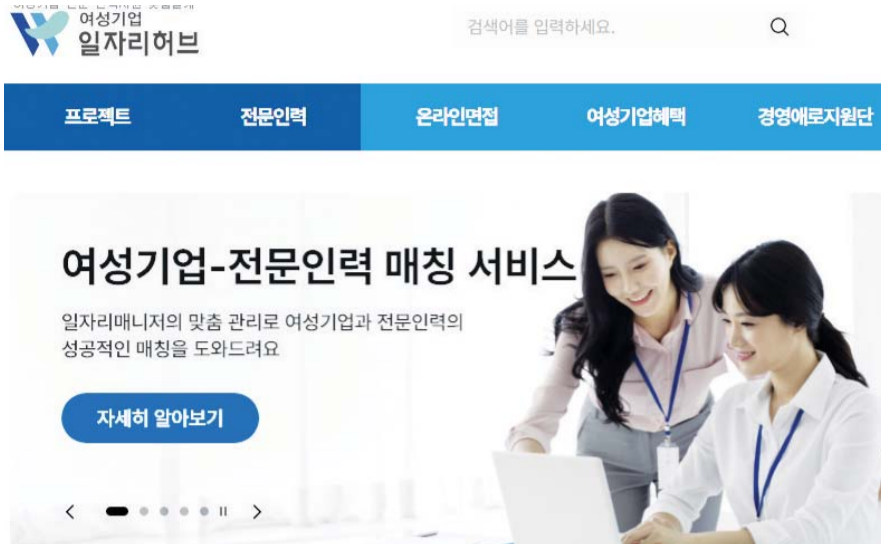 여성기업
일자리허브
검색어를 입력하세요.
프로젝트 전문인력 온라인면접 여성기업혜택 경영애로지원단
여성기업-전문인력 매칭 서비스
일자리매니저의 맞춤 관리로 여성기업과 전문인력의
성공적인 매칭을 도와드려요
자세히 알아보기